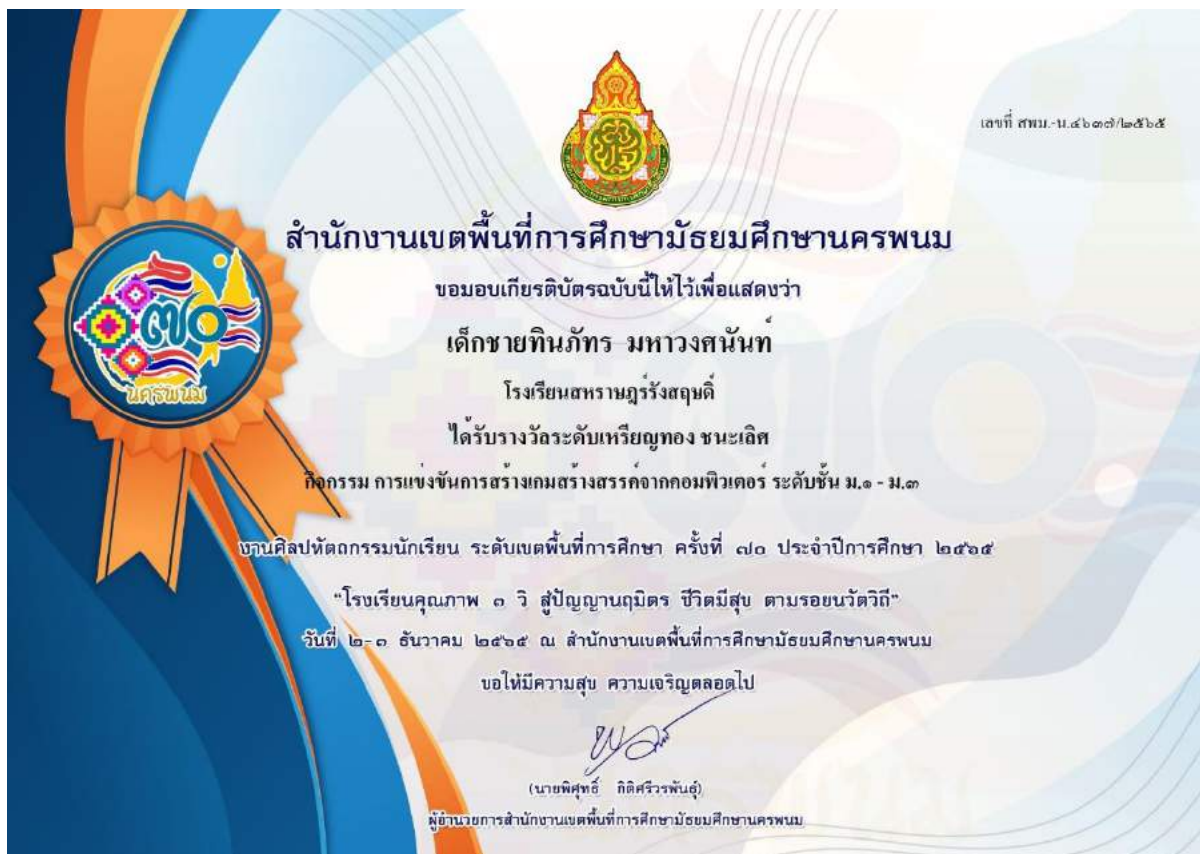 เลขที่ สพม.-น.๔๖๓๗/๒๕๖๕
สำนักงานเขตพื้นที่การศึกษามัธยมศึกษานครพนม
ขอมอบเกียรติบัตรฉบับนี้ให้ไว้เพื่อแสดงว่า
เด็กชายทินภัทร มหาวงศนันท์
โรงเรียนสหราษฎร์รังสฤษดิ์
ได้รับรางวัลระดับเหรียญทอง ชนะเลิศ
กิจกรรม การแข่งขันการสร้างเกมสร้างสรรค์จากคอมพิวเตอร์ ระดับชั้น ม.๑ - ม.๓
งานศิลปหัตถกรรมนักเรียน ระดับเขตพื้นที่การศึกษา ครั้งที่ ๗๐ ประจำปีการศึกษา ๒๕๖๕
“โรงเรียนคุณภาพ ๓ วิ สู่ปัญญานฤมิตร ชีวิตมีสุข ตามรอยนวัตวิถี”
วันที่ ๒-๓ ธันวาคม ๒๕๖๕ ณ สำนักงานเขตพื้นที่การศึกษามัธยมศึกษานครพนม
ขอให้มีความสุข ความเจริญตลอดไป
(นายพิศุทธิ์ กิติศรีวรพันธุ์)
ผู้อำนวยการสำนักงานเขตพื้นที่การศึกษามัธยมศึกษานครพนม
๗๐
นครพนม